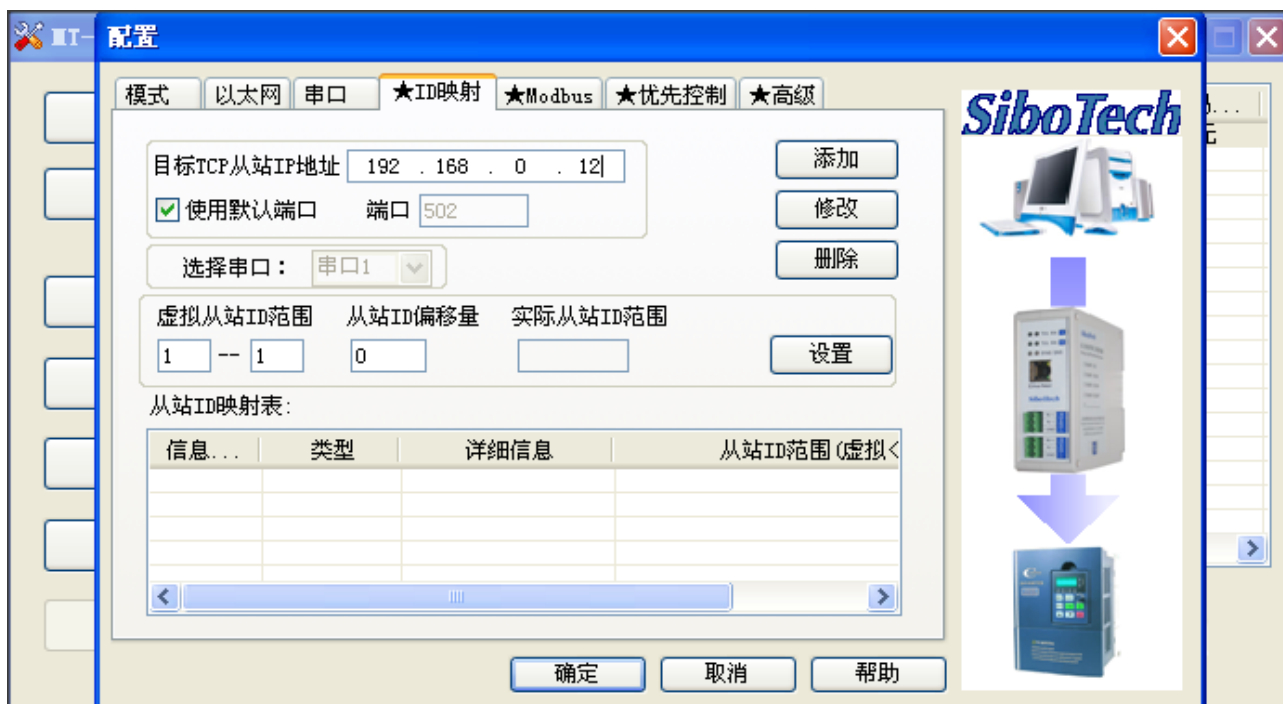 MT-
配置
模式
以太网
串口
★ID映射
★Modbus
★优先控制
★高级
SiboTech
目标TCP从站IP地址 192 . 168 . 0 . 12
添加
使用默认端口 端口 502
修改
选择串口： 串口1
删除
虚拟从站ID范围 从站ID偏移量 实际从站ID范围
1 -- 1 0
设置
从站ID映射表:
信息... 类型 详细信息 从站ID范围(虚拟<
确定
取消
帮助